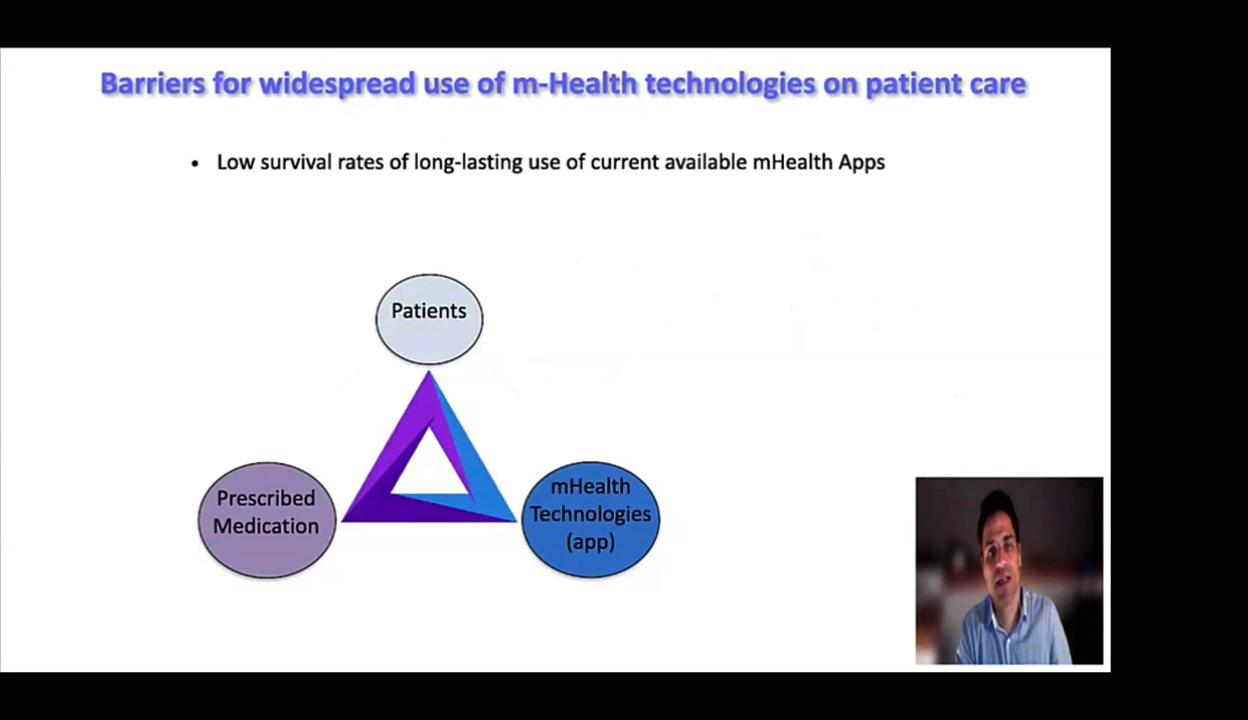 Barriers for widespread use of m-Health technologies on patient care
• Low survival rates of long-lasting use of current available mHealth Apps
Patients
Prescribed
Medication
mHealth
Technologies
(app)